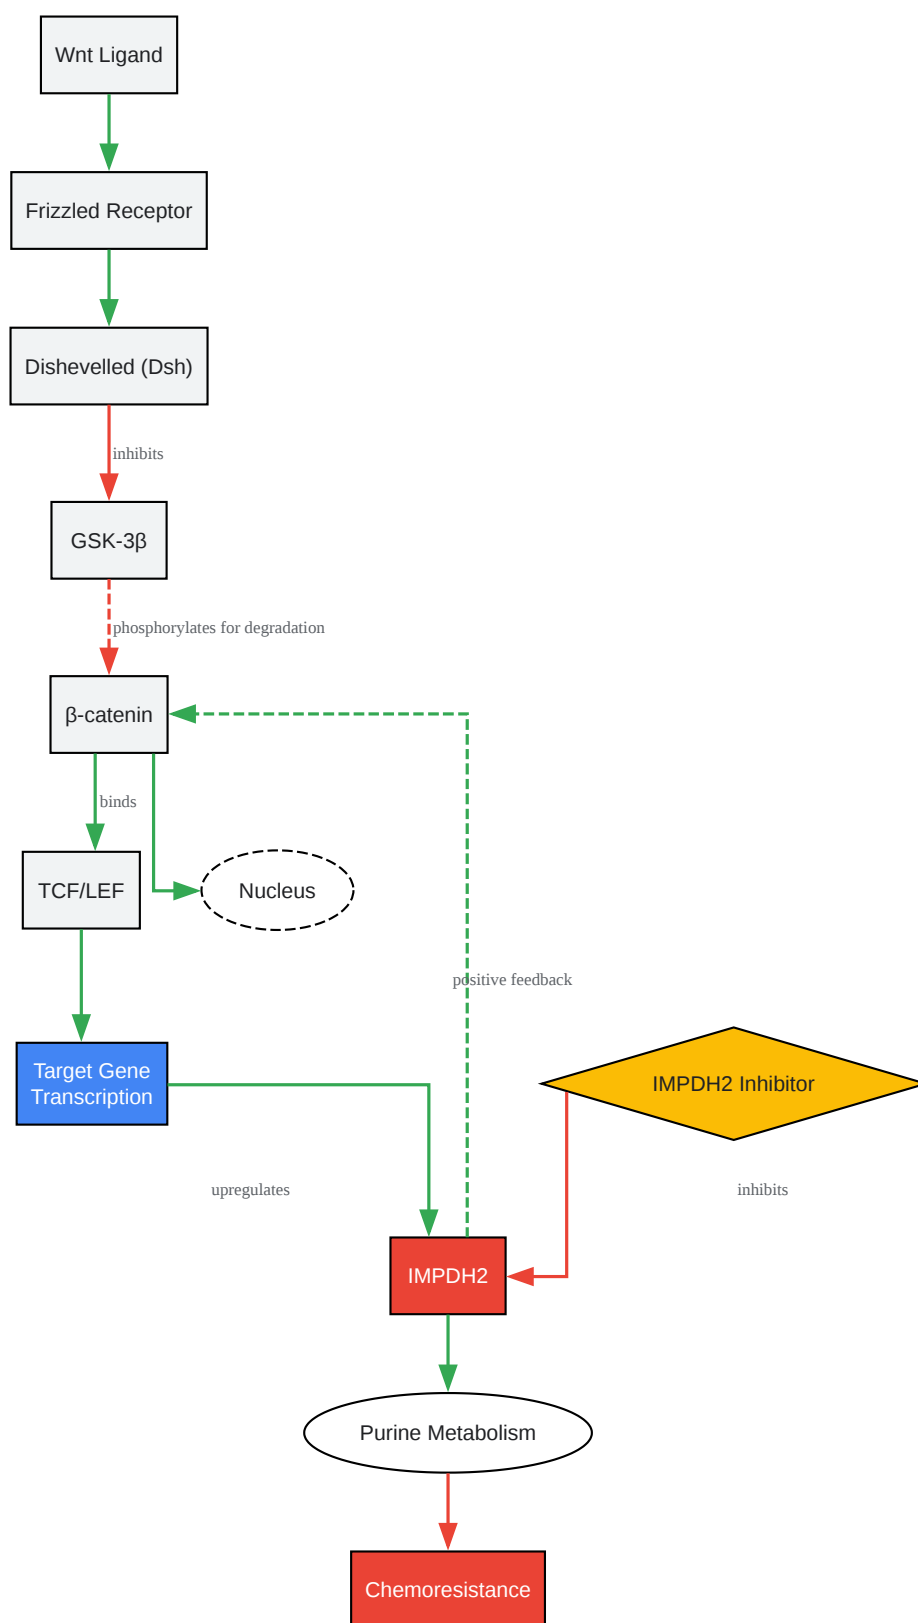 Wnt Ligand
Frizzled Receptor
Dishevelled (Dsh)
inhibits
GSK-3β
phosphorylates for degradation
β-catenin
binds
TCF/LEF
Nucleus
positive feedback
Target Gene
Transcription
IMPDH2 Inhibitor
upregulates
inhibits
IMPDH2
Purine Metabolism
Chemoresistance